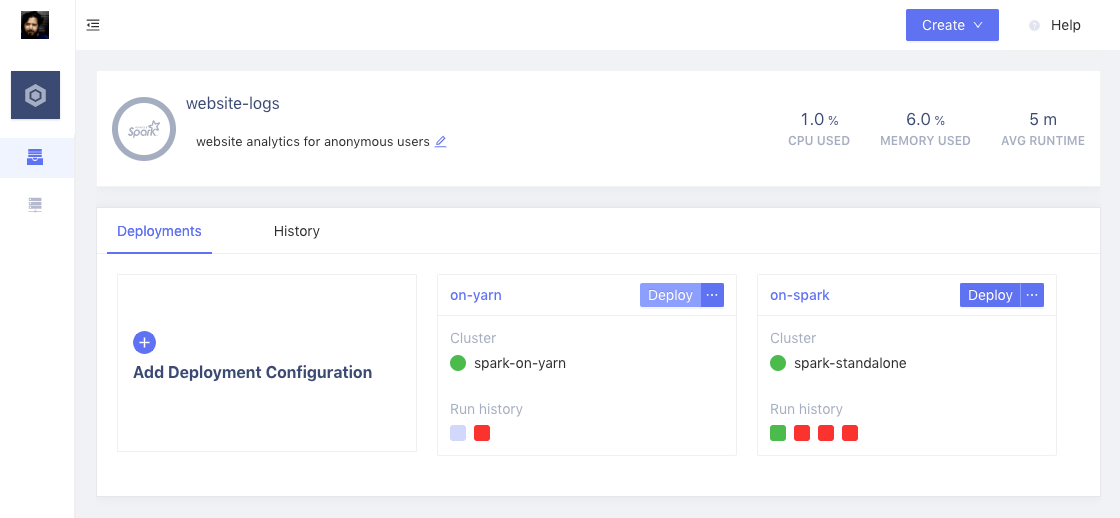 Create
Help
Spark
website-logs
website analytics for anonymous users
1.0 %
CPU USED
6.0 %
MEMORY USED
5 m
AVG RUNTIME
Deployments
History
Add Deployment Configuration
on-yarn
Deploy
Cluster
spark-on-yarn
Run history
on-spark
Deploy
Cluster
spark-standalone
Run history